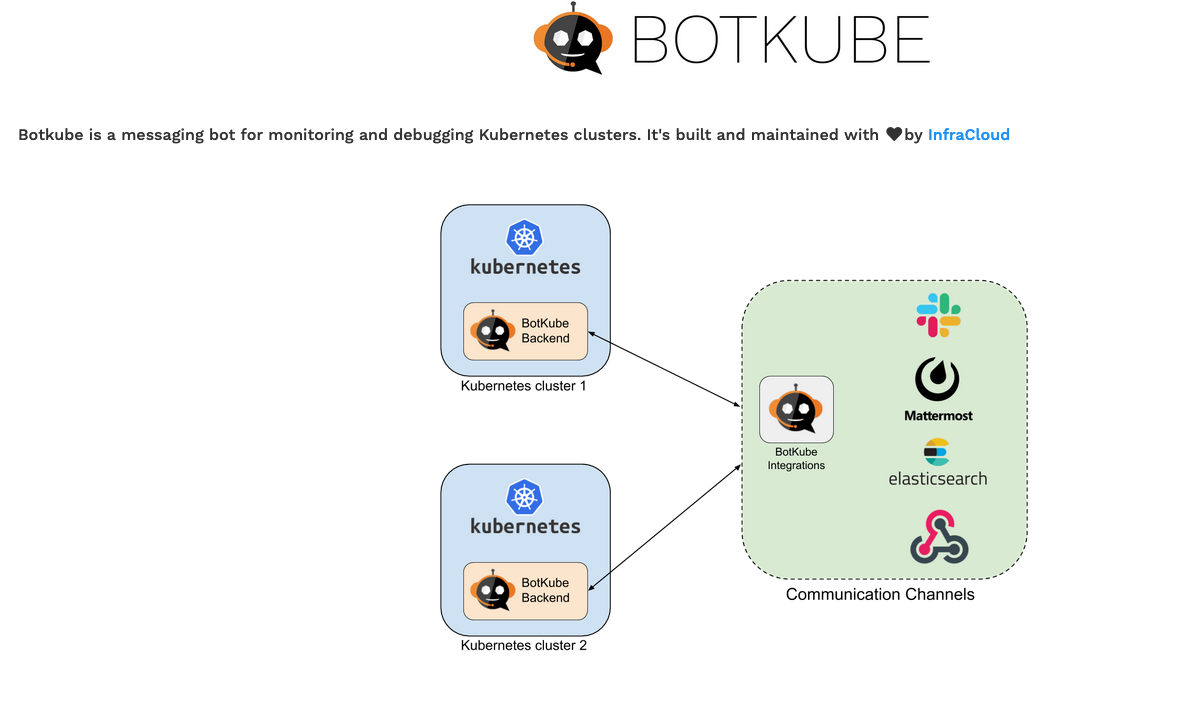 BOTKUBE
Botkube is a messaging bot for monitoring and debugging Kubernetes clusters. It's built and maintained with ♥ by InfraCloud
kubernetes
BotKube
Backend
Kubernetes cluster 1
Mattermost
BotKube
Integrations
elasticsearch
kubernetes
BotKube
Backend
Communication Channels
Kubernetes cluster 2